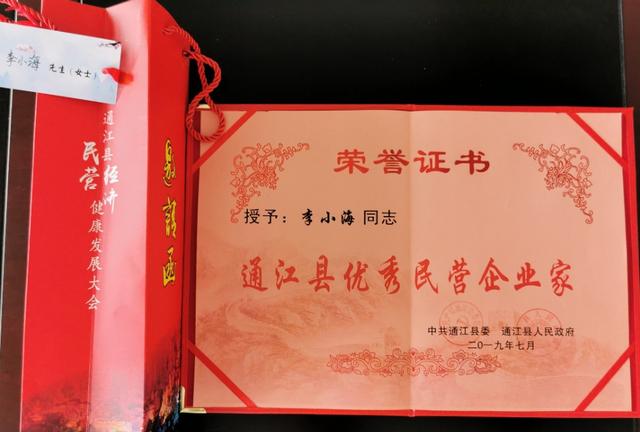 李小海 先生（女士）
邀请函
通江县经济
民营
健康发展大会
荣誉证书
授予：李小海同志
通江县优秀民营企业家
中共通江县委 通江县人民政府
二〇一九年七月